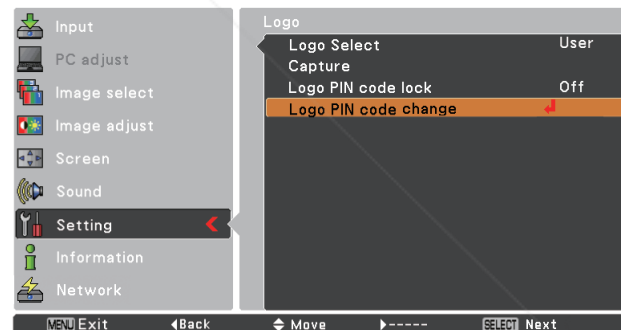 Input
PC adjust
Image select
Image adjust
Screen
Sound
Setting
Information
Network
Logo
Logo Select User
Capture
Logo PIN code lock Off
Logo PIN code change
MENU Exit ◀Back Move ▶----- SELECT Next